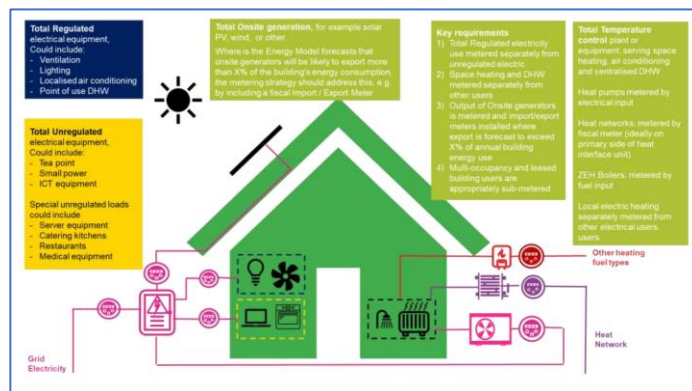 Total Regulated
electrical equipment,
Could include:
- Ventilation
- Lighting
- Localised air conditioning
- Point of use DHW
Total Unregulated
electrical equipment,
Could include:
- Tea point
- Small power
- ICT equipment
Special unregulated loads
could include
- Server equipment
- Catering kitchens
- Restaurants
- Medical equipment
Total Onsite generation, for example solar
PV, wind, or other.
Where is the Energy Model forecasts that
onsite generators will be likely to export more
than X% of the building's energy consumption,
the metering strategy should address this, e.g.
by including a fiscal Import / Export Meter
Key requirements
1) Total Regulated electricity
use metered separately from
unregulated electric
2) Space heating and DHW
metered separately from
other users
3) Output of Onsite generators
is metered and import/export
meters installed where
export is forecast to exceed
X% of annual building
energy use
4) Multi-occupancy and leased
building users are
appropriately sub-metered
Total Temperature
control plant or
equipment, serving space
heating, air conditioning
and centralised DHW
Heat pumps metered by
electrical input
Heat networks: metered by
fiscal meter (ideally on
primary side of heat
interface unit)
ZEH Boilers: metered by
fuel input
Local electric heating
separately metered from
other electrical users.
users
Other heating
fuel types
Grid
Electricity
Heat
Network